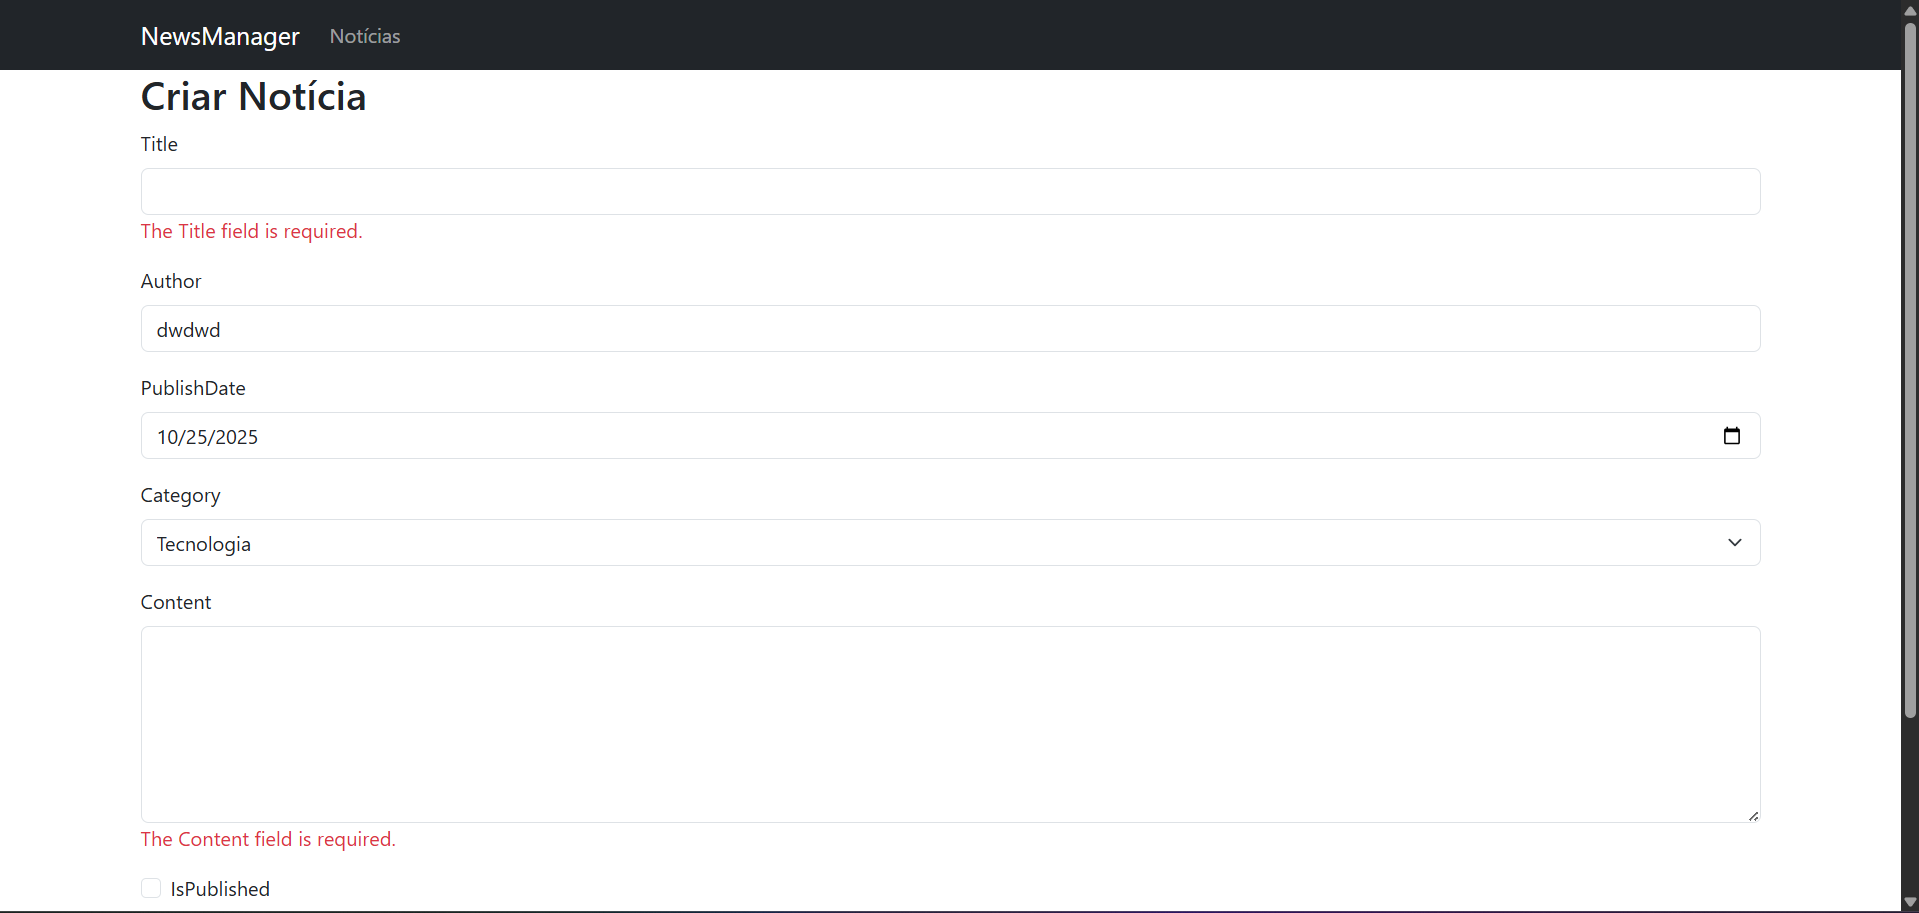 NewsManager Notícias
Criar Notícia
Title
The Title field is required.
Author
dwdwd
PublishDate
10/25/2025
Category
Tecnologia
Content
The Content field is required.
IsPublished